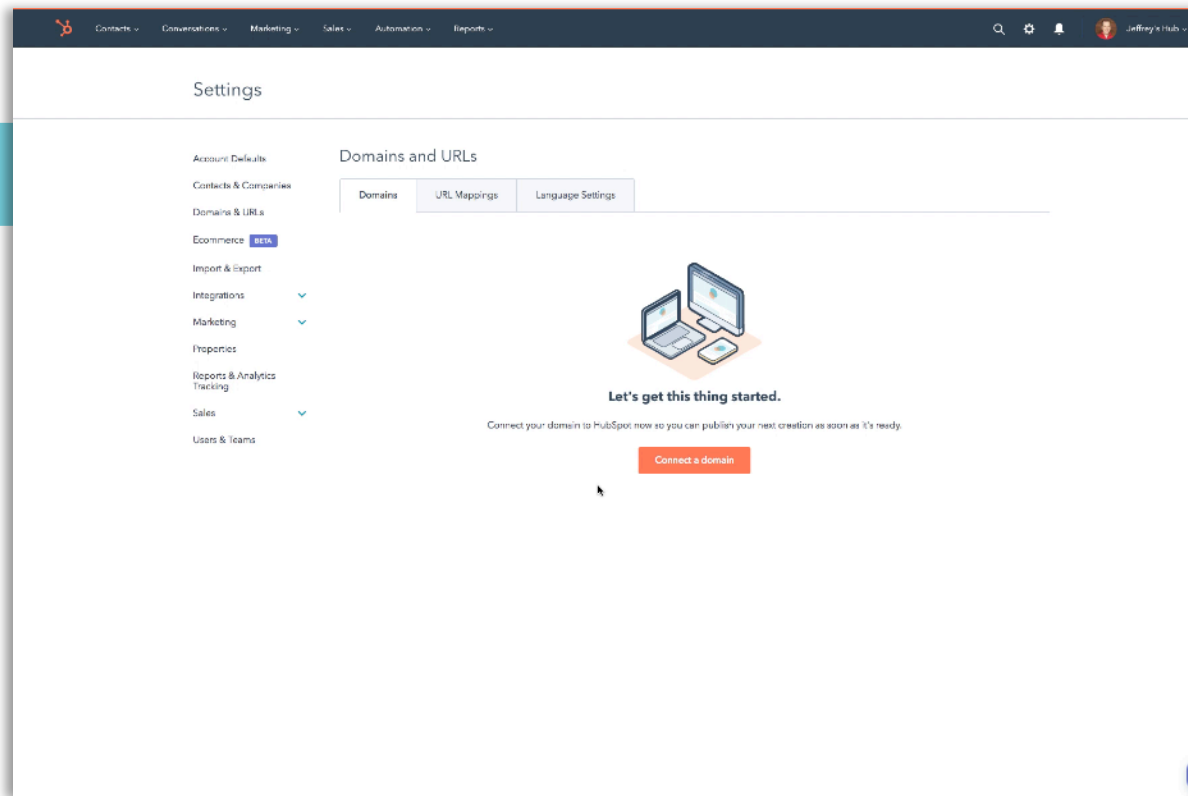 Contacts Conversations Marketing Sales Automation Reports Jeffrey's Hub
Settings
Account Defaults
Contacts & Companies
Domains & URLs
Ecommerce BETA
Import & Export
Integrations
Marketing
Properties
Reports & Analytics
Tracking
Sales
Users & Teams
Domains and URLs
Domains URL Mappings Language Settings
Let's get this thing started.
Connect your domain to HubSpot now so you can publish your next creation as soon as it's ready.
Connect a domain